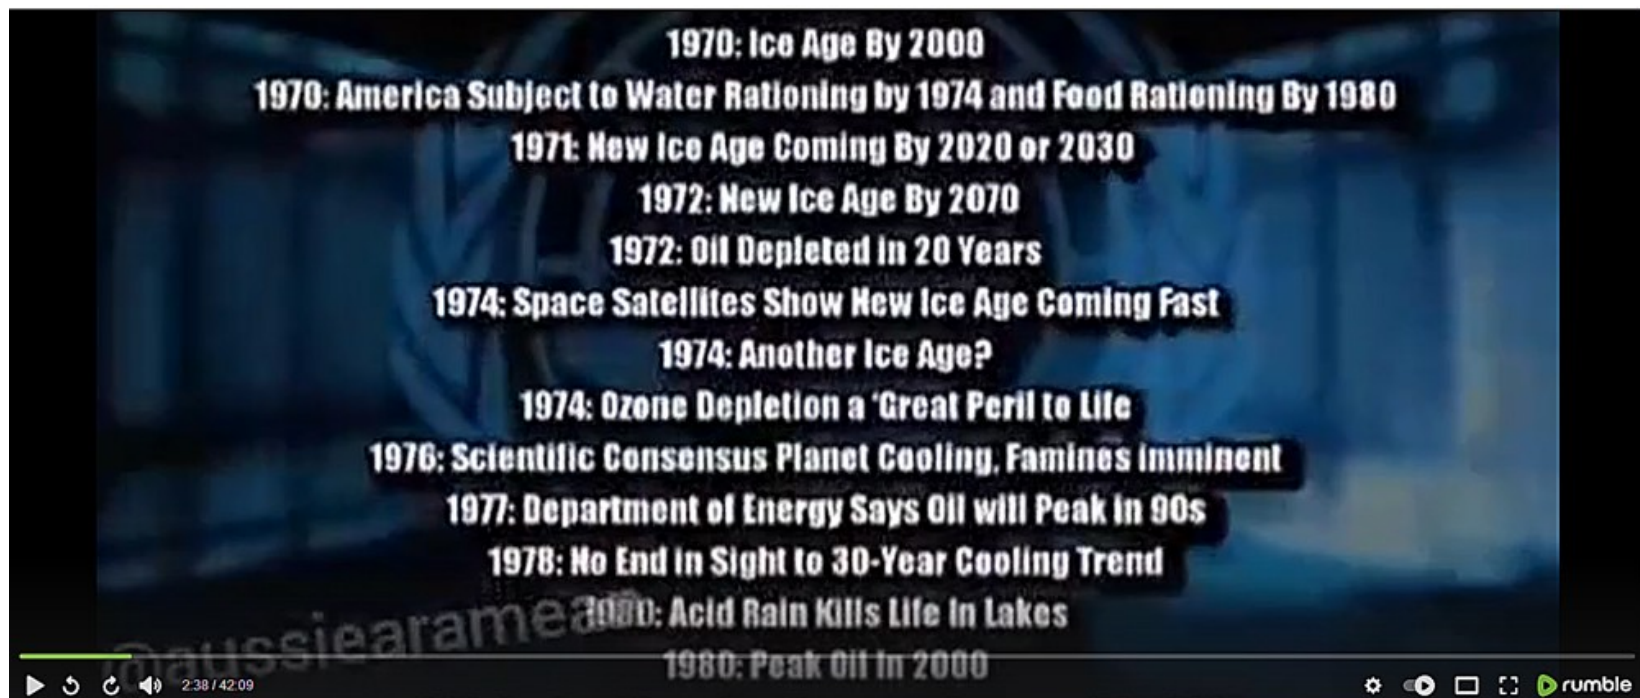 1970: Ice Age By 2000
1970: America Subject to Water Rationing by 1974 and Food Rationing By 1980
1971: New Ice Age Coming By 2020 or 2030
1972: New Ice Age By 2070
1972: Oil Depleted in 20 Years
1974: Space Satellites Show New Ice Age Coming Fast
1974: Another Ice Age?
1974: Ozone Depletion a 'Great Peril to Life
1976: Scientific Consensus Planet Cooling, Famines imminent
1977: Department of Energy Says Oil will Peak in 90s
1978: No End in Sight to 30-Year Cooling Trend
1980: Acid Rain Kills Life In Lakes
@aussiearamean
1980: Peak Oil In 2000
2:38 / 42:09
rumble